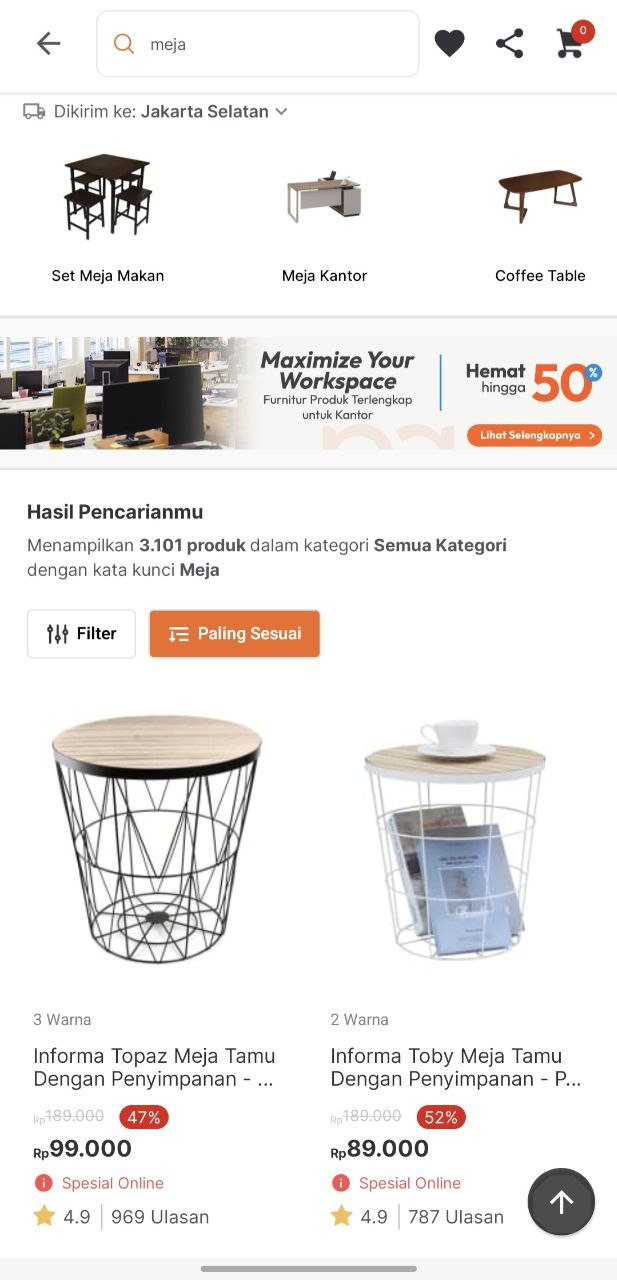 meja
0
Dikirim ke: Jakarta Selatan
Set Meja Makan
Meja Kantor
Coffee Table
Maximize Your
Workspace
Furnitur Produk Terlengkap
untuk Kantor
Hemat
hingga
50%
Lihat Selengkapnya >
Hasil Pencarianmu
Menampilkan 3.101 produk dalam kategori Semua Kategori
dengan kata kunci Meja
Filter
Paling Sesuai
3 Warna
Informa Topaz Meja Tamu
Dengan Penyimpanan - ...
Rp189.000 47%
Rp99.000
Spesial Online
4.9 | 969 Ulasan
2 Warna
Informa Toby Meja Tamu
Dengan Penyimpanan - P...
Rp189.000 52%
Rp89.000
Spesial Online
4.9 | 787 Ulasan